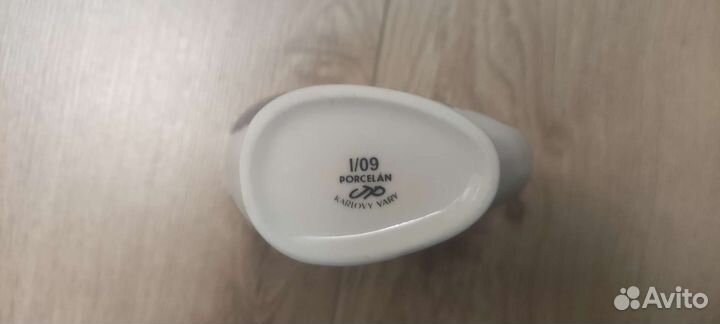 I/09
PORCELÁN
KARLOVY VARY
Avito